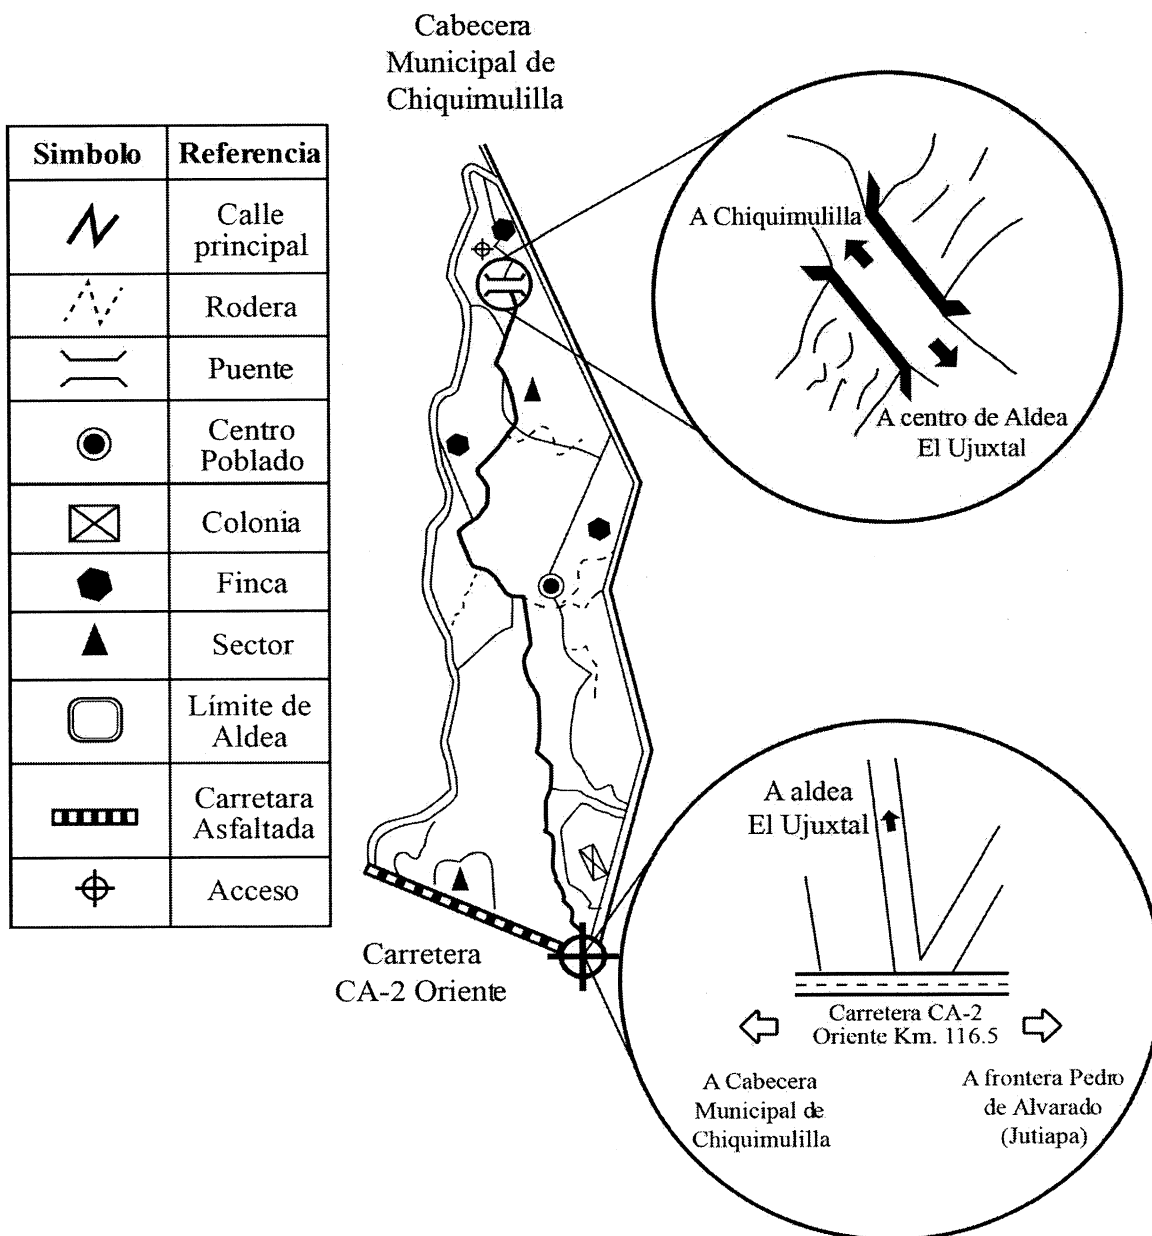 Cabecera
Municipal de
Chiquimulilla
Simbolo Referencia
Calle
principal
Rodera
Puente
Centro
Poblado
Colonia
Finca
Sector
Límite de
Aldea
Carretara
Asfaltada
Acceso
A Chiquimulilla
A centro de Aldea
El Ujuxtal
A aldea
El Ujuxtal
Carretera
CA-2 Oriente
Carretera CA-2
Oriente Km. 116.5
A Cabecera
Municipal de
Chiquimulilla
A frontera Pedro
de Alvarado
(Jutiapa)